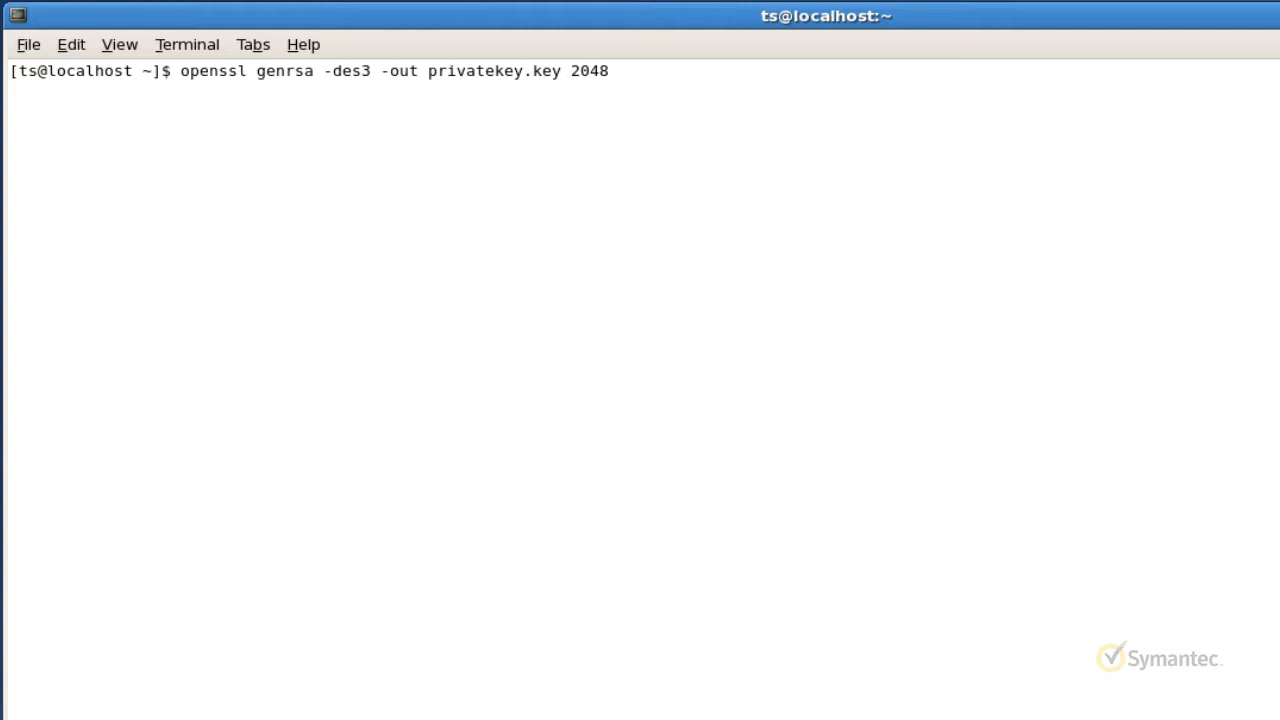 ts@localhost:~
File Edit View Terminal Tabs Help
[ts@localhost ~]$ openssl genrsa -des3 -out privatekey.key 2048
Symantec.